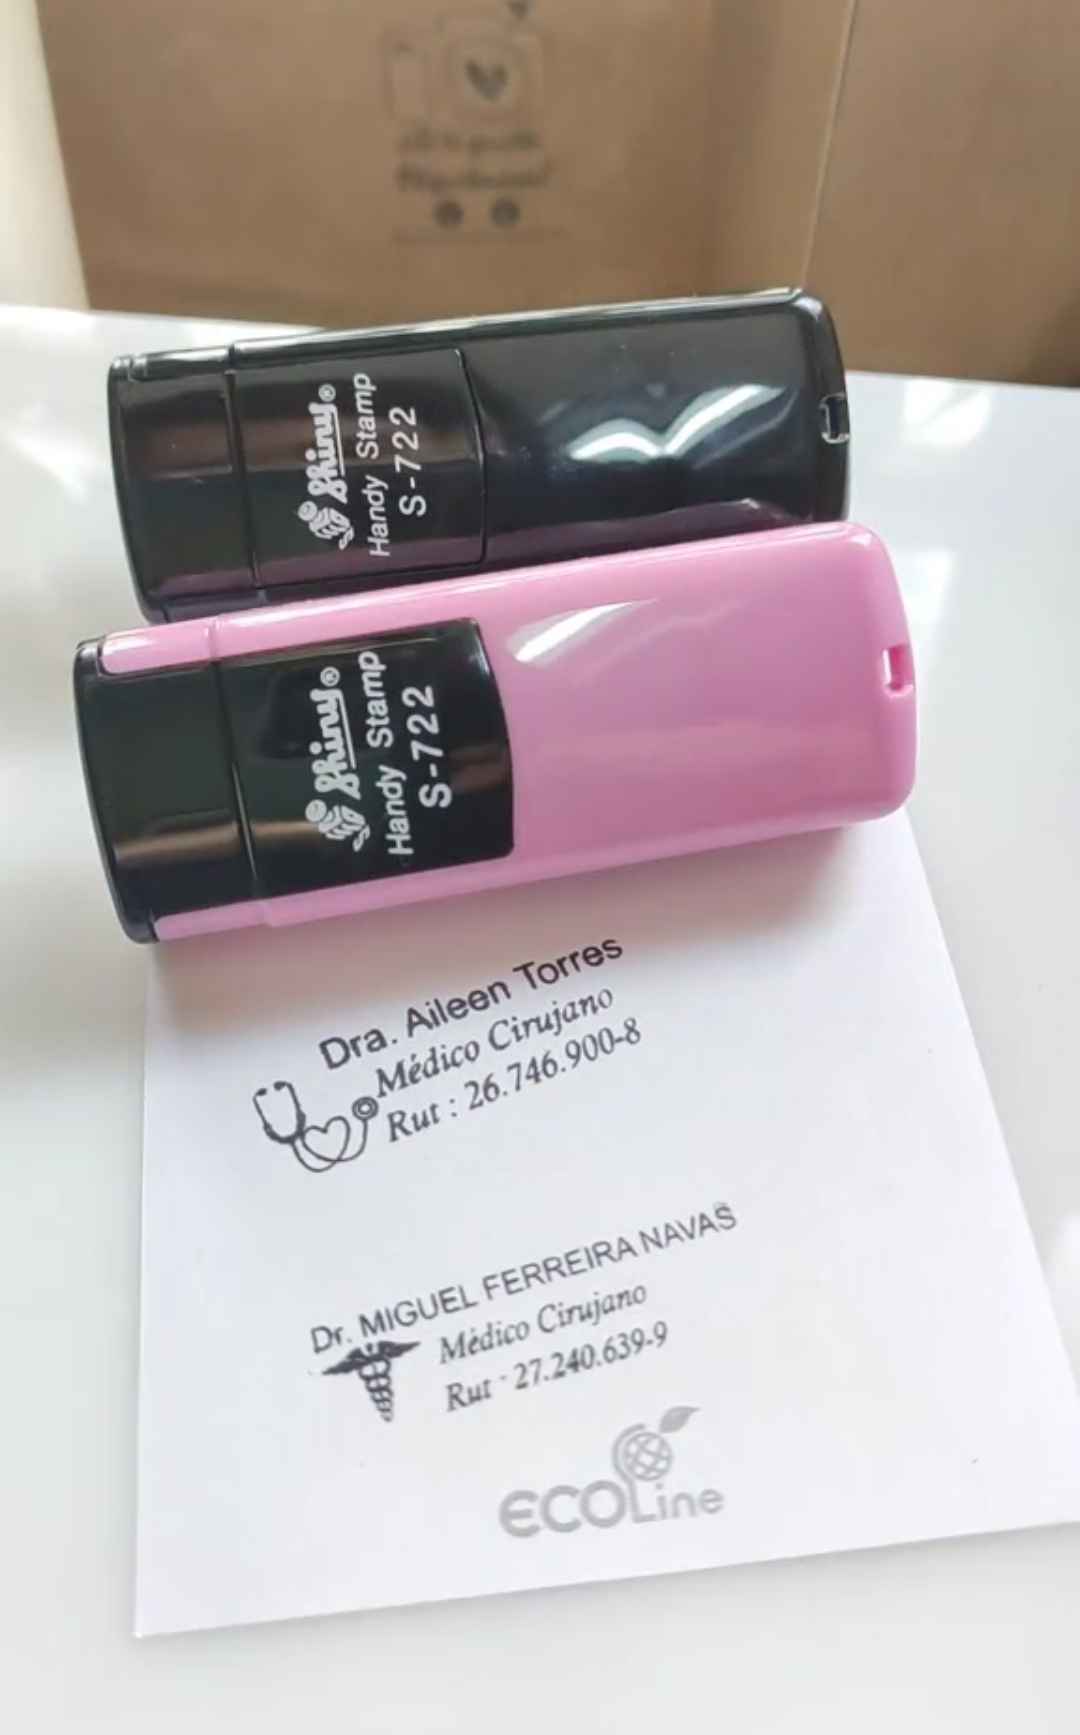 Shiny®
Handy Stamp
S-722
Shiny®
Handy Stamp
S-722
Dra. Aileen Torres
Médico Cirujano
Rut : 26.746.900-8
Dr. MIGUEL FERREIRA NAVAS
Médico Cirujano
Rut · 27.240.639-9
ECOLine